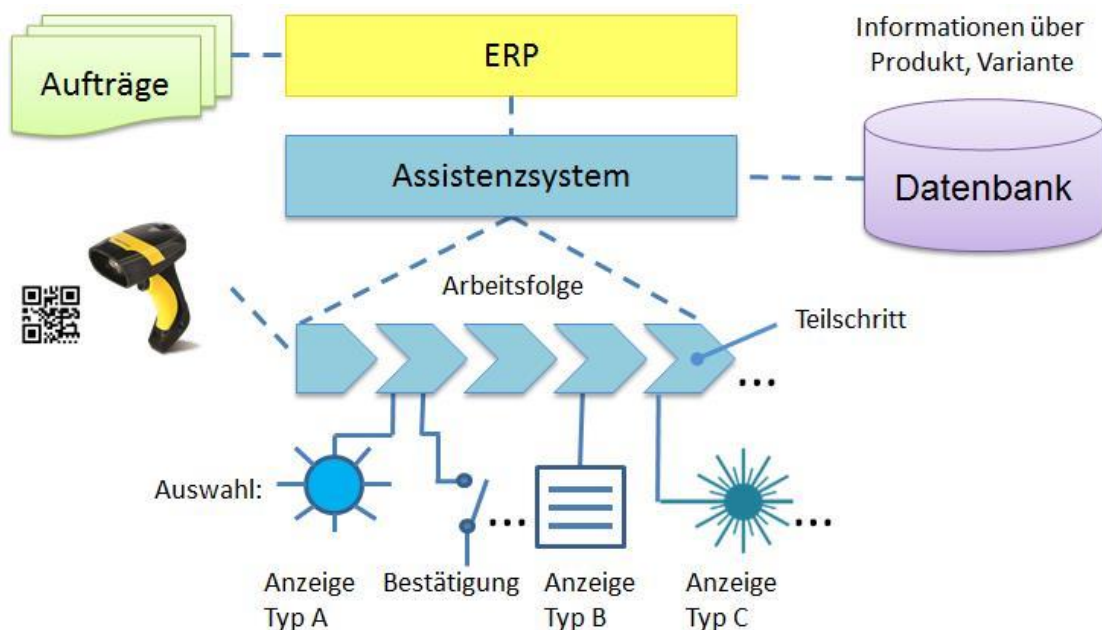 Aufträge
ERP
Informationen über
Produkt, Variante
Assistenzsystem
Datenbank
Arbeitsfolge
Teilschritt
...
Auswahl:
...
...
Anzeige
Typ A
Bestätigung
Anzeige
Typ B
Anzeige
Typ C